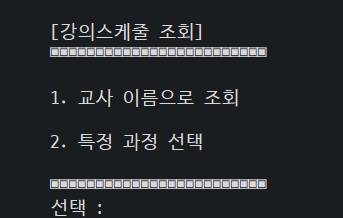 [강의스케줄 조회]
1. 교사 이름으로 조회
2. 특정 과정 선택
선택 :